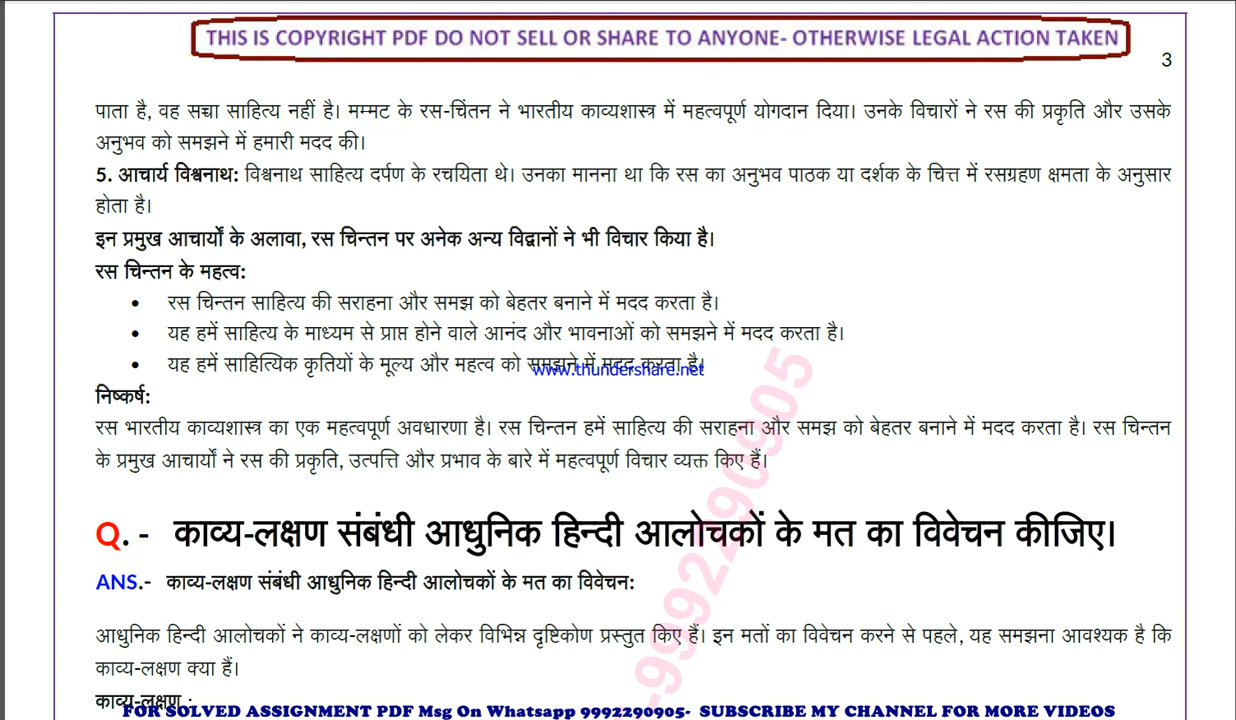 THIS IS COPYRIGHT PDF DO NOT SELL OR SHARE TO ANYONE- OTHERWISE LEGAL ACTION TAKEN
3
पाता है, वह सच्चा साहित्य नहीं है। मम्मट के रस-चिंतन ने भारतीय काव्यशास्त्र में महत्वपूर्ण योगदान दिया। उनके विचारों ने रस की प्रकृति और उसके
अनुभव को समझने में हमारी मदद की।
5. आचार्य विश्वनाथ: विश्वनाथ साहित्य दर्पण के रचयिता थे। उनका मानना था कि रस का अनुभव पाठक या दर्शक के चित्त में रसग्रहण क्षमता के अनुसार
होता है।
इन प्रमुख आचार्यों के अलावा, रस चिन्तन पर अनेक अन्य विद्वानों ने भी विचार किया है।
रस चिन्तन के महत्व:
• रस चिन्तन साहित्य की सराहना और समझ को बेहतर बनाने में मदद करता है।
• यह हमें साहित्य के माध्यम से प्राप्त होने वाले आनंद और भावनाओं को समझने में मदद करता है।
• यह हमें साहित्यिक कृतियों के मूल्य और महत्व को समझने में मदद करता है।
www.thundershare.net
निष्कर्ष:
रस भारतीय काव्यशास्त्र का एक महत्वपूर्ण अवधारणा है। रस चिन्तन हमें साहित्य की सराहना और समझ को बेहतर बनाने में मदद करता है। रस चिन्तन
के प्रमुख आचार्यों ने रस की प्रकृति, उत्पत्ति और प्रभाव के बारे में महत्वपूर्ण विचार व्यक्त किए हैं।
Q. - काव्य-लक्षण संबंधी आधुनिक हिन्दी आलोचकों के मत का विवेचन कीजिए।
ANS.- काव्य-लक्षण संबंधी आधुनिक हिन्दी आलोचकों के मत का विवेचन:
आधुनिक हिन्दी आलोचकों ने काव्य-लक्षणों को लेकर विभिन्न दृष्टिकोण प्रस्तुत किए हैं। इन मतों का विवेचन करने से पहले, यह समझना आवश्यक है कि
काव्य-लक्षण क्या हैं।
काव्य-लक्षण :
-9992290905
FOR SOLVED ASSIGNMENT PDF Msg On Whatsapp 9992290905- SUBSCRIBE MY CHANNEL FOR MORE VIDEOS